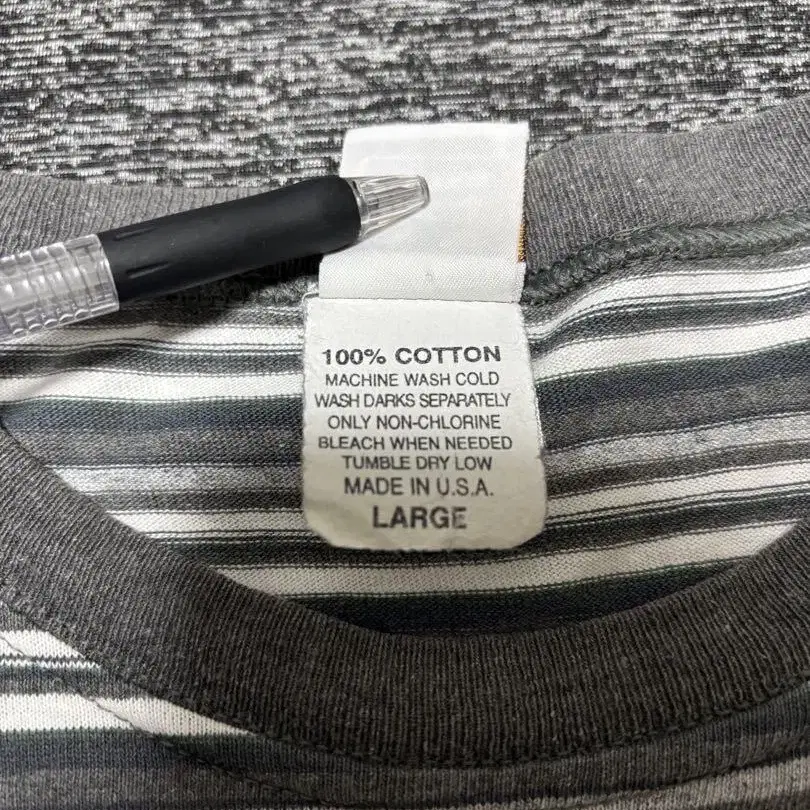 100% COTTON
MACHINE WASH COLD
WASH DARKS SEPARATELY
ONLY NON-CHLORINE
BLEACH WHEN NEEDED
TUMBLE DRY LOW
MADE IN U.S.A.
LARGE